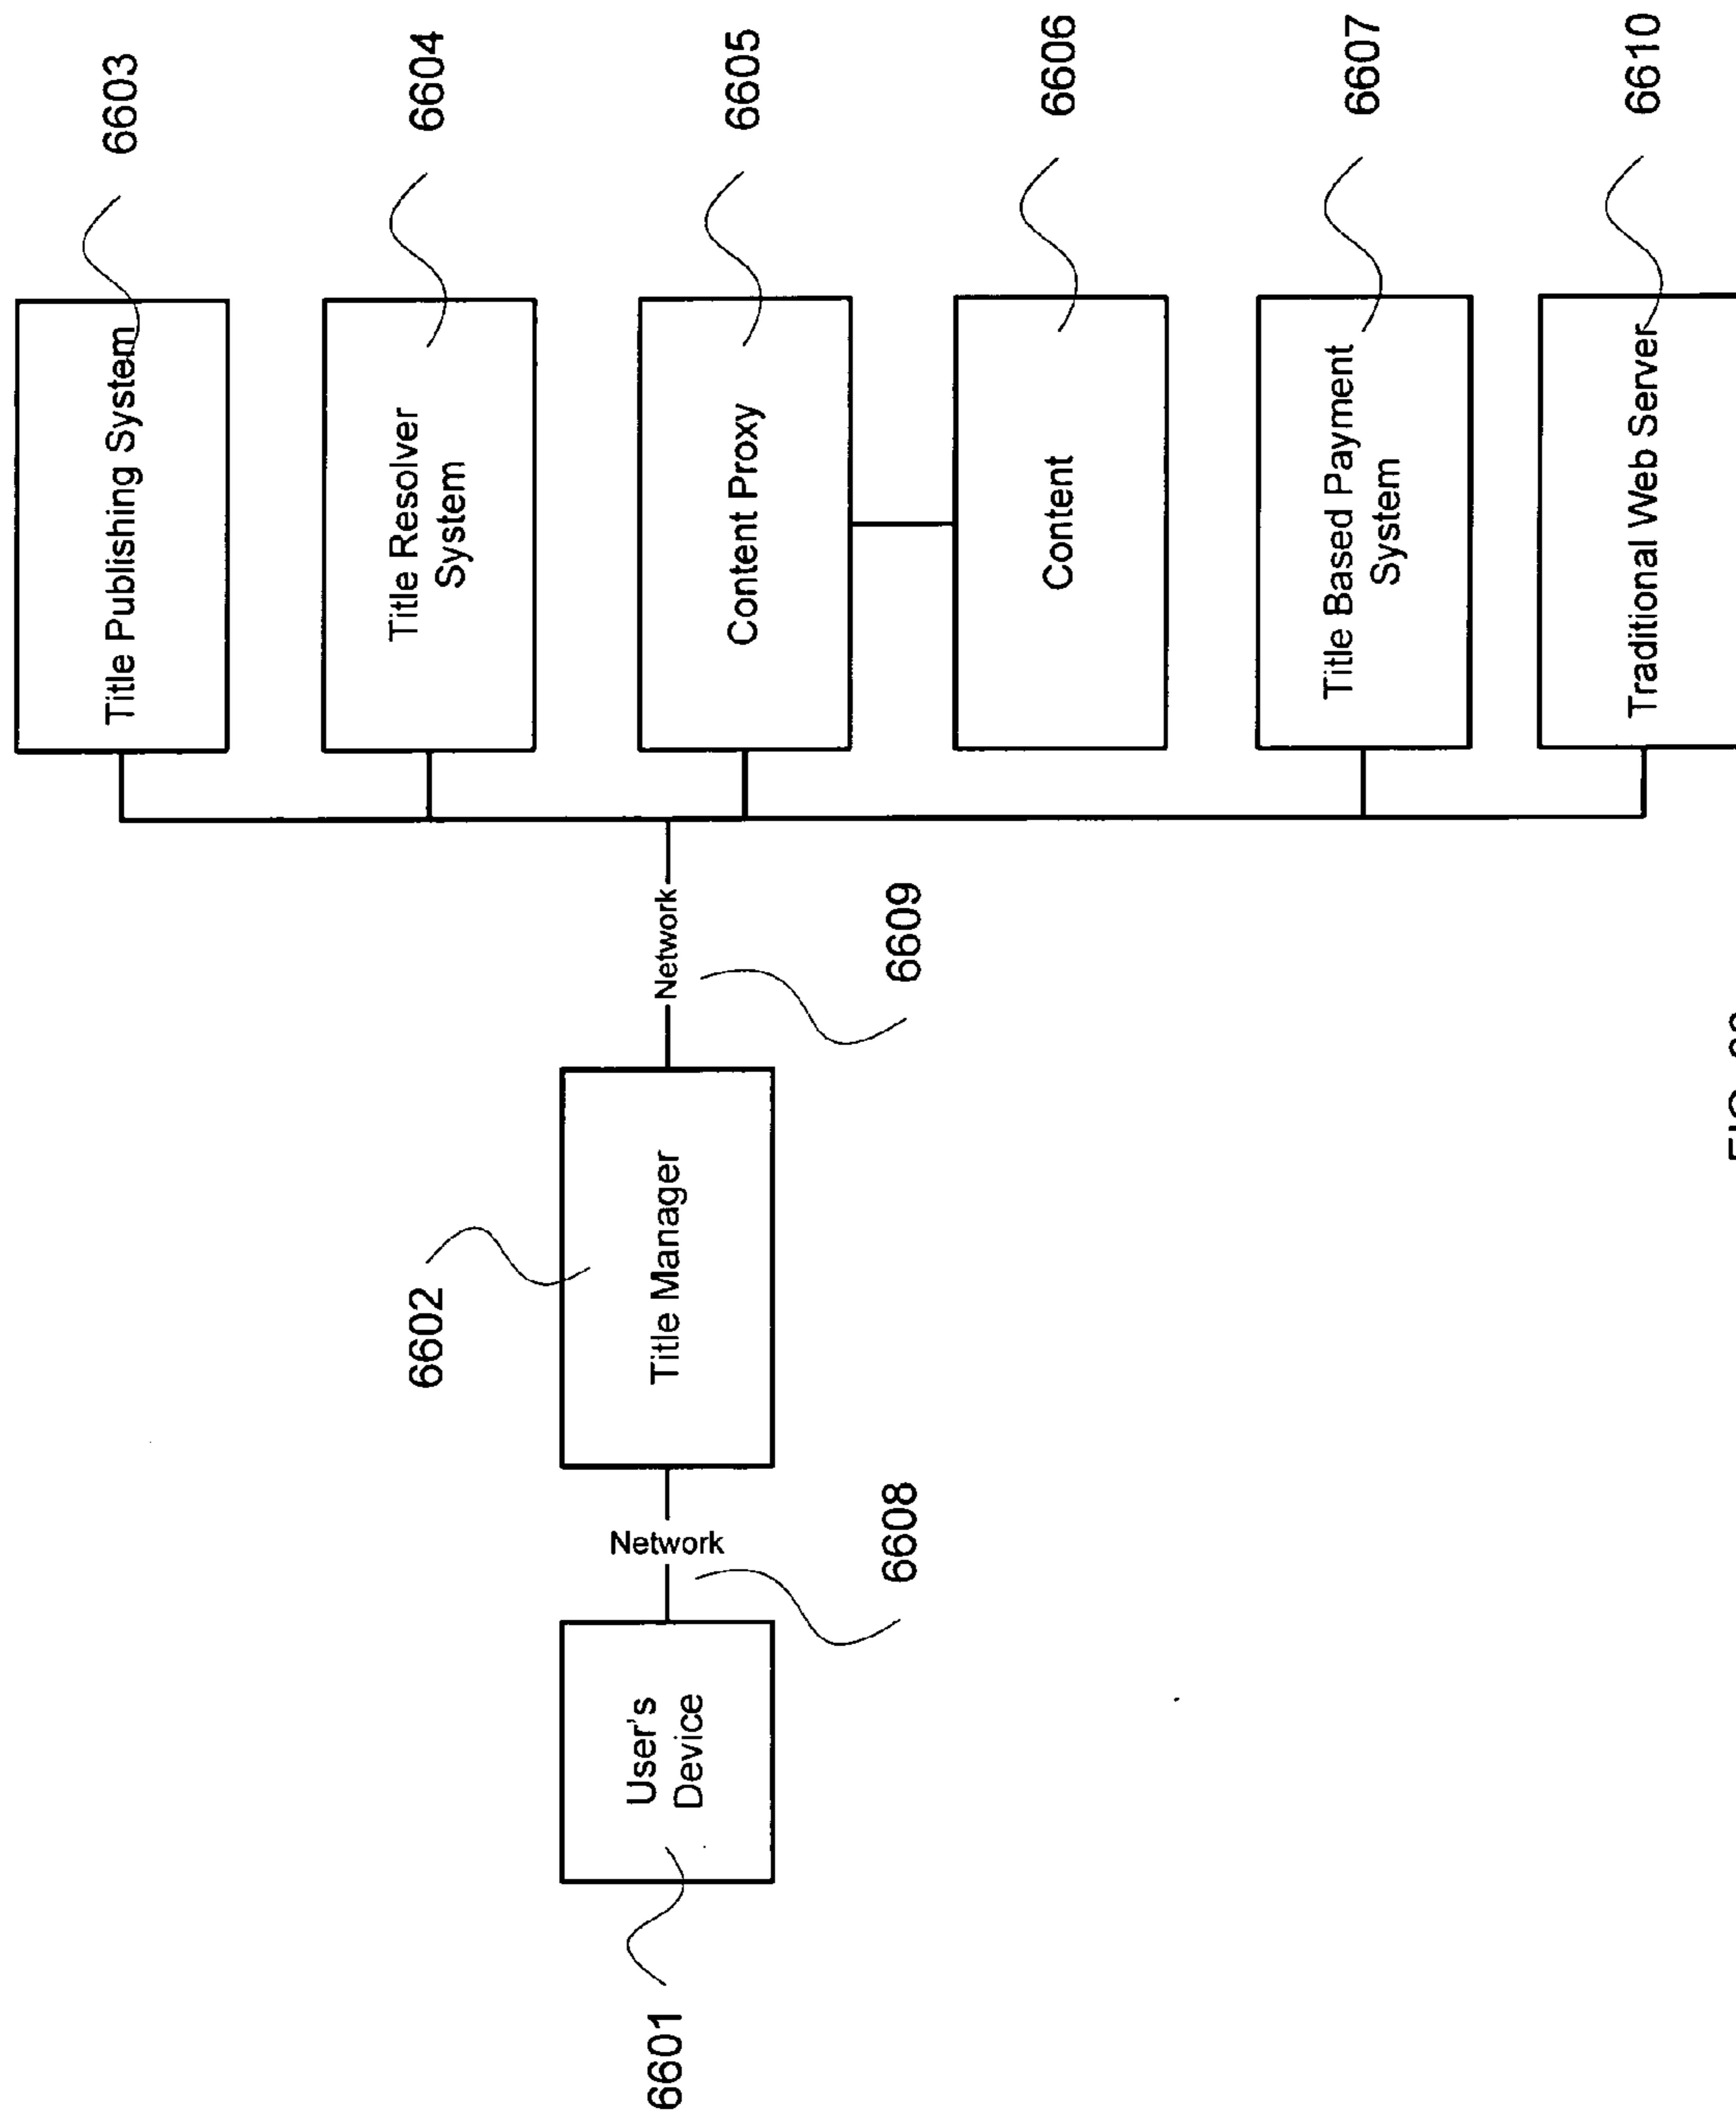 6603
Title Publishing System
6604
Title Resolver
System
6605
Content Proxy
6606
Content
6607
Title Based Payment
System
6610
Traditional Web Server
Network
6609
6602
Title Manager
Network
6608
User's
Device
6601